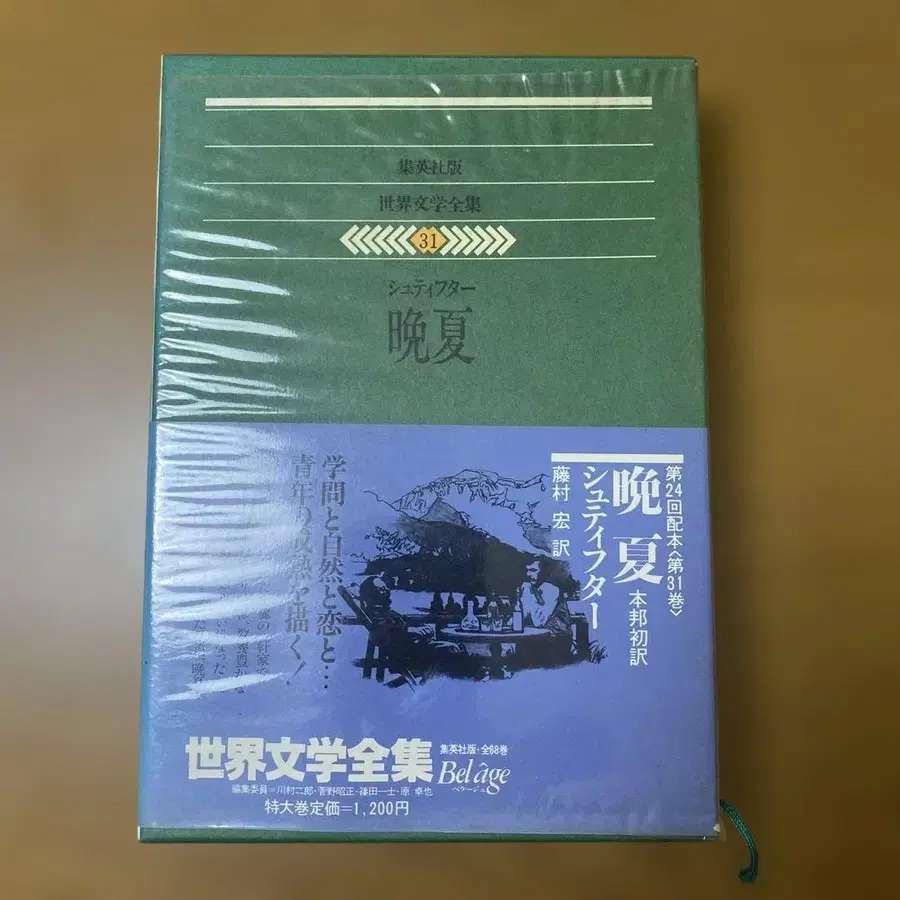 集英社版
世界文学全集
31
シュティフター
晩夏
第24回配本〈第31巻〉
晩夏 本邦初訳
シュティフター
藤村 宏 訳
学問と自然と恋と…
青年の成熟を描く!
世界文学全集
集英社版・全88巻
Bel âge
ベラージュ
編集委員=川村二郎・菅野昭正・篠田一士・原 卓也
特大巻定価=1,200円